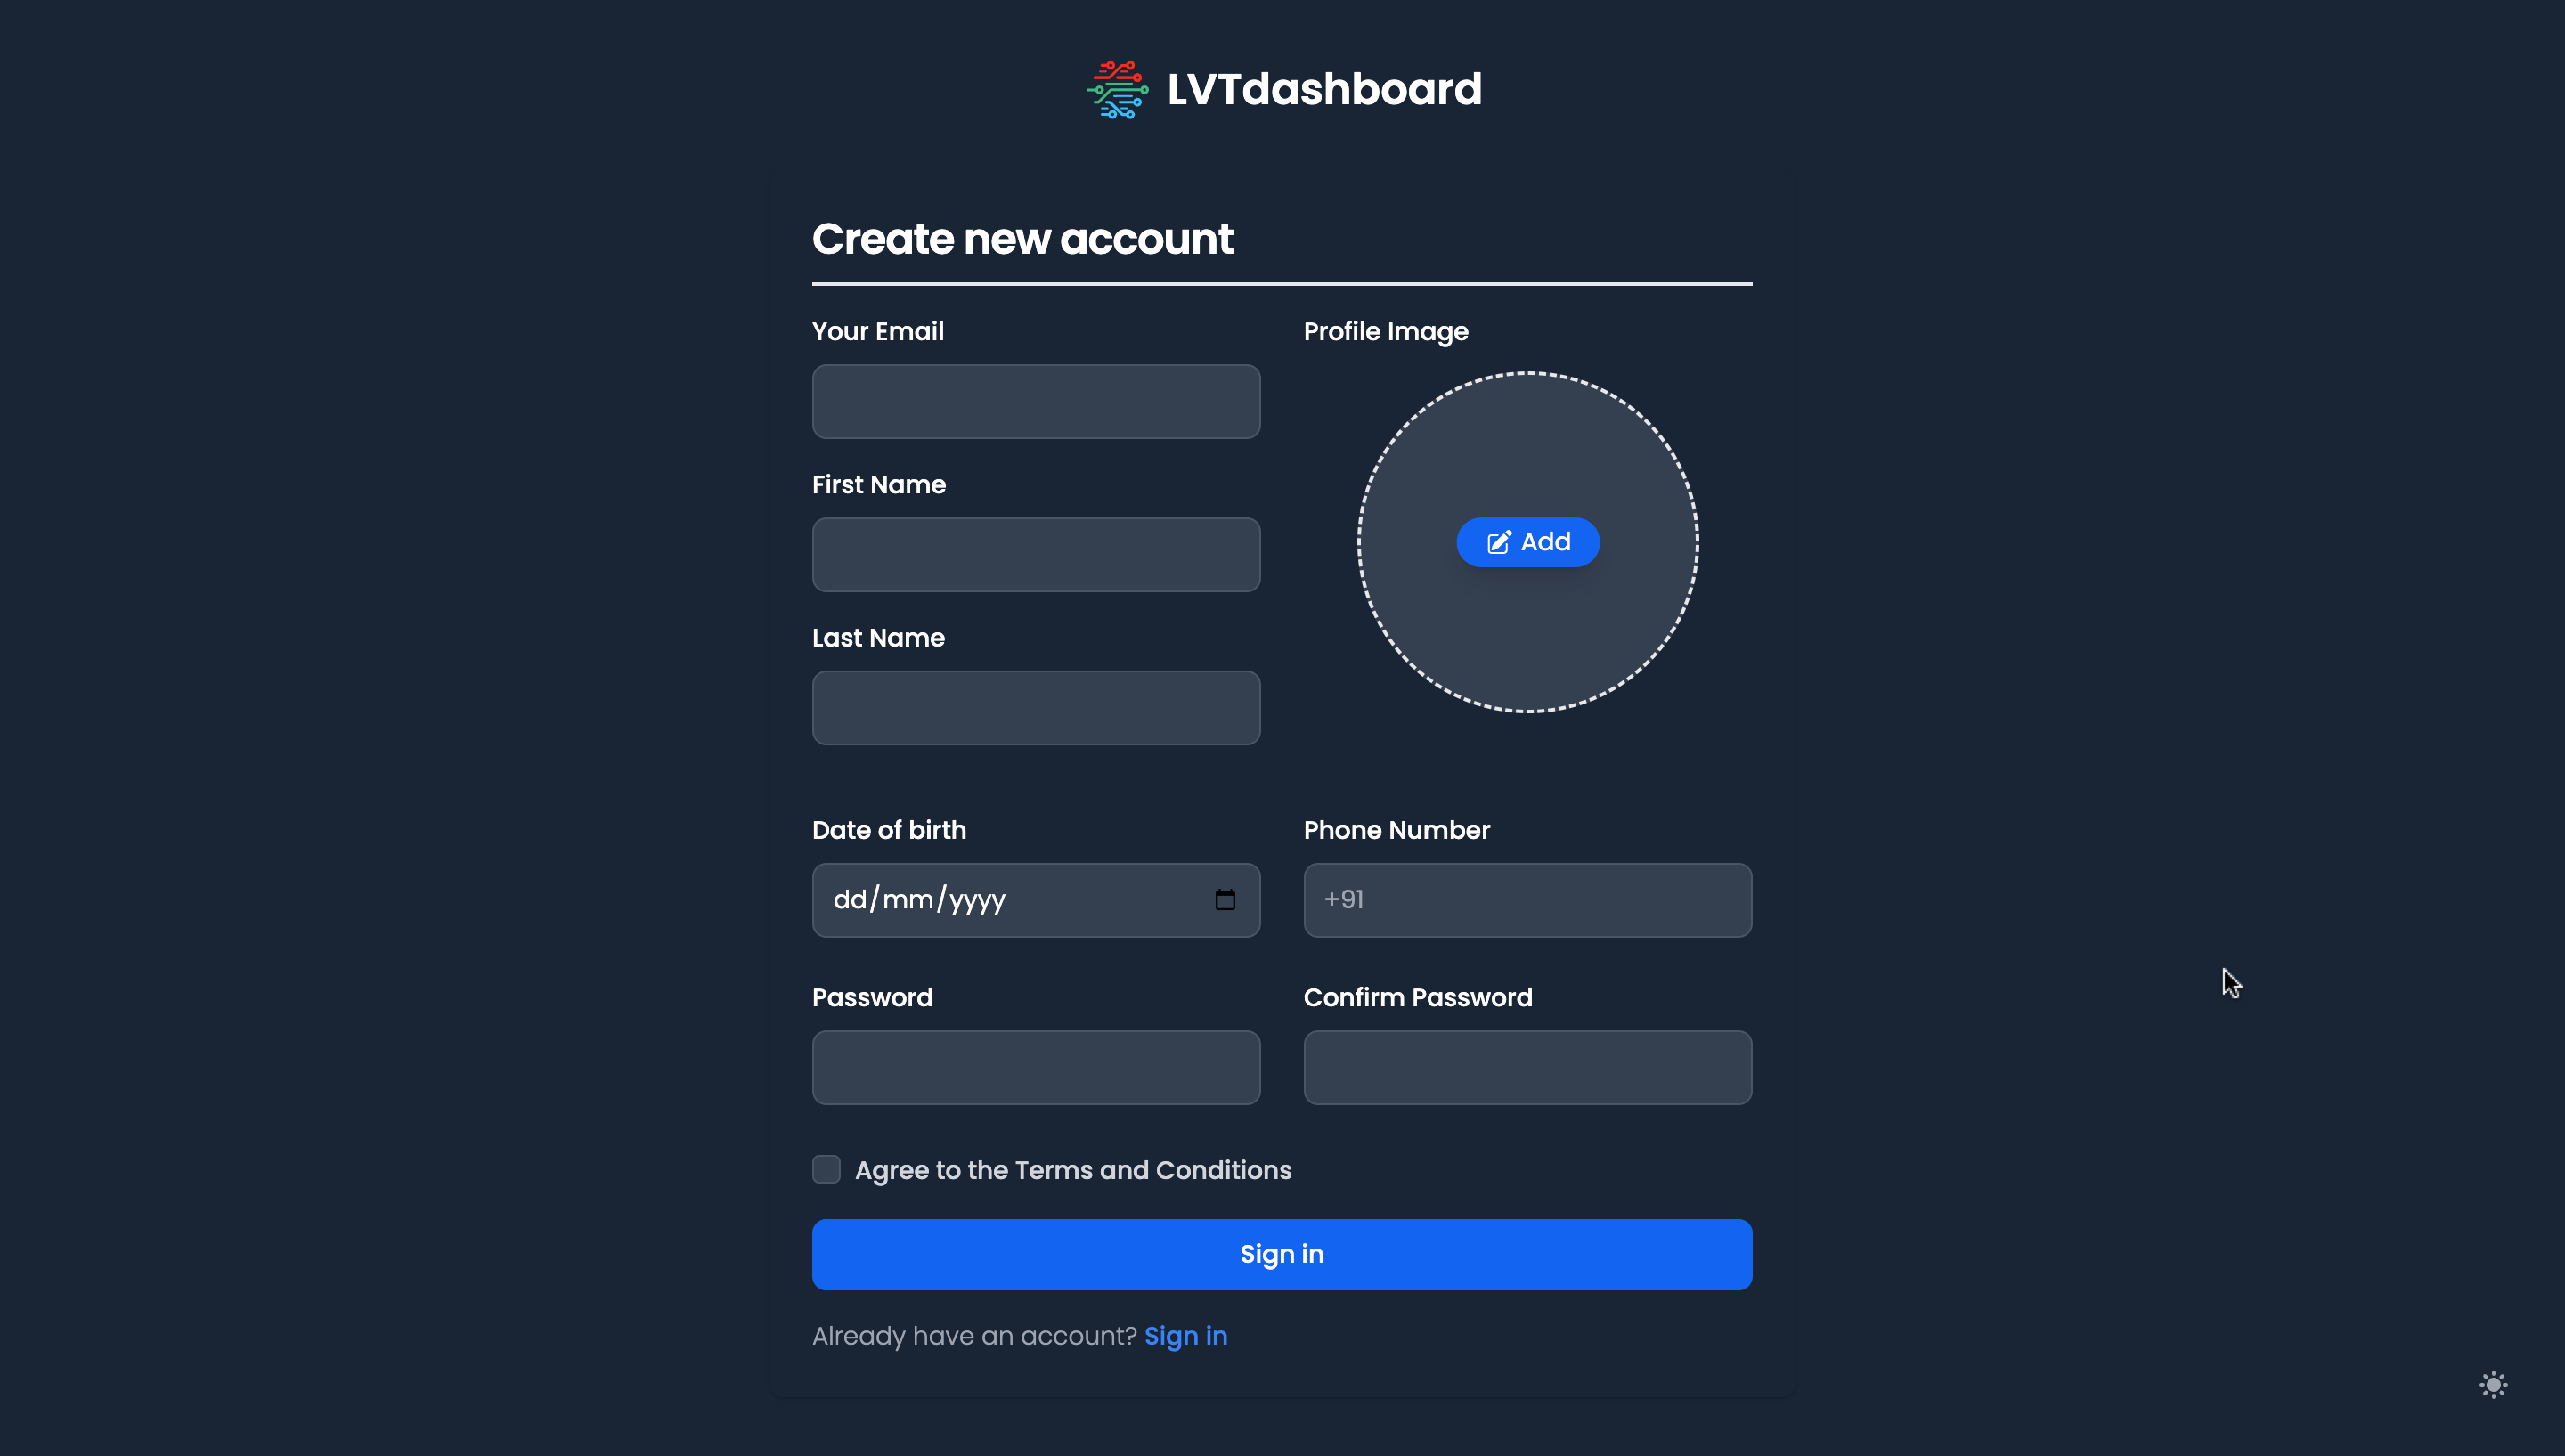 LVTdashboard
Create new account
Your Email
Profile Image
Add
First Name
Last Name
Date of birth
Phone Number
dd/mm/yyyy
+91
Password
Confirm Password
Agree to the Terms and Conditions
Sign in
Already have an account? Sign in